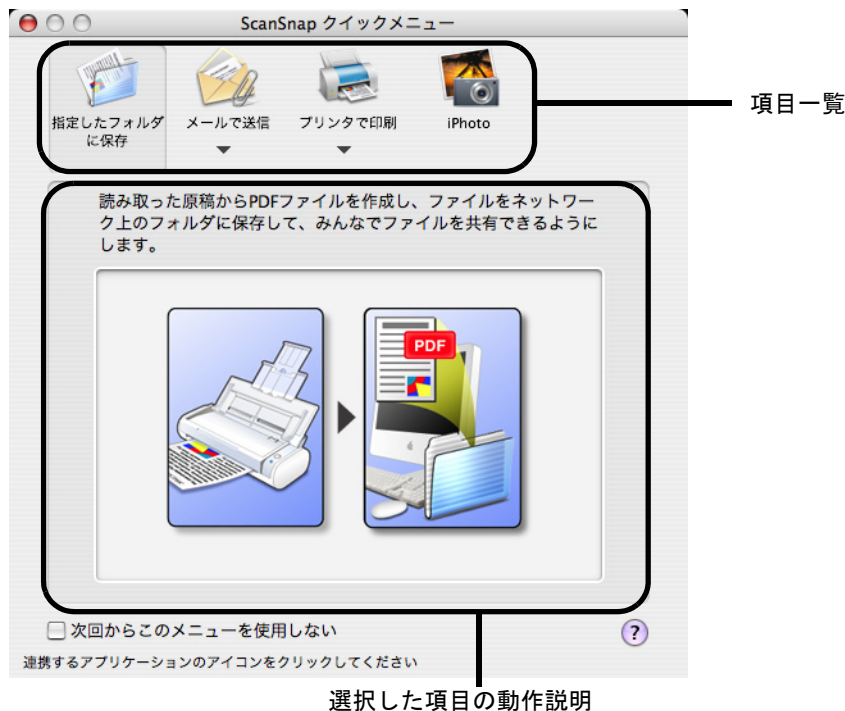 ScanSnap クイックメニュー
指定したフォルダ
に保存
メールで送信
プリンタで印刷
iPhoto
項目一覧
読み取った原稿からPDFファイルを作成し、ファイルをネットワー
ク上のフォルダに保存して、みんなでファイルを共有できるように
します。
PDF
次回からこのメニューを使用しない
?
連携するアプリケーションのアイコンをクリックしてください
選択した項目の動作説明